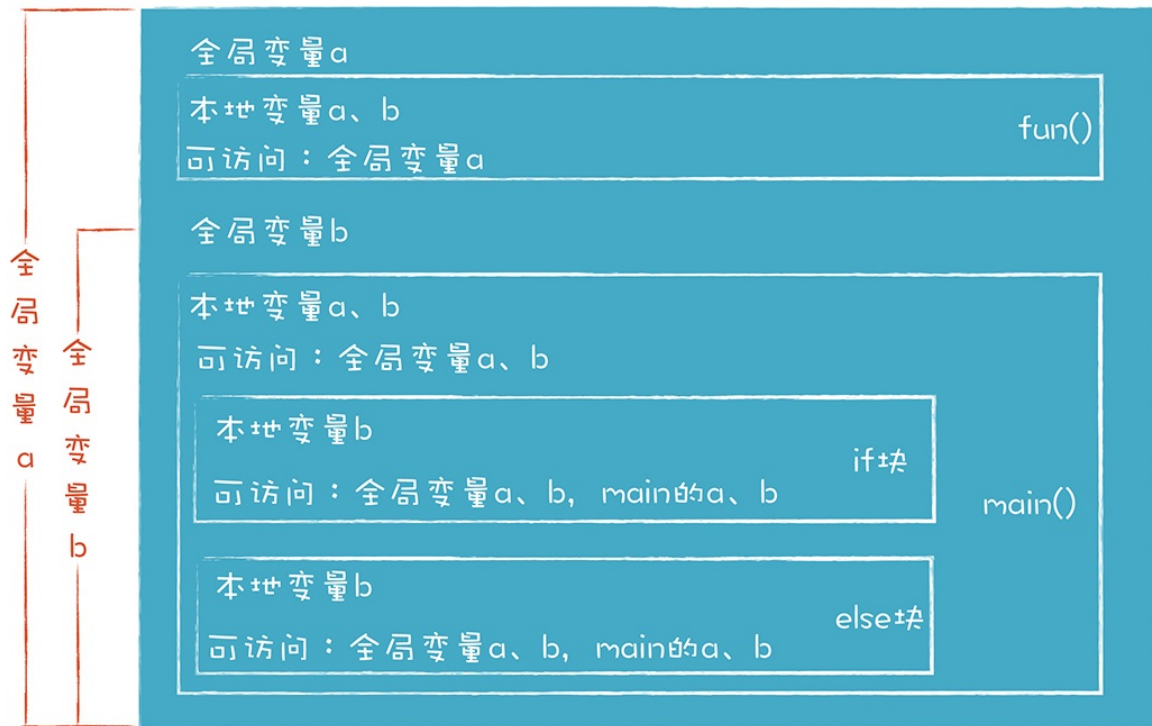 全局变量a
本地变量a、b
可访问：全局变量a
fun()
全局变量b
本地变量a、b
可访问：全局变量a、b
本地变量b
可访问：全局变量a、b, main的a、b
if块
main()
本地变量b
可访问：全局变量a、b, main的a、b
else块
全局变量a
全局变量b